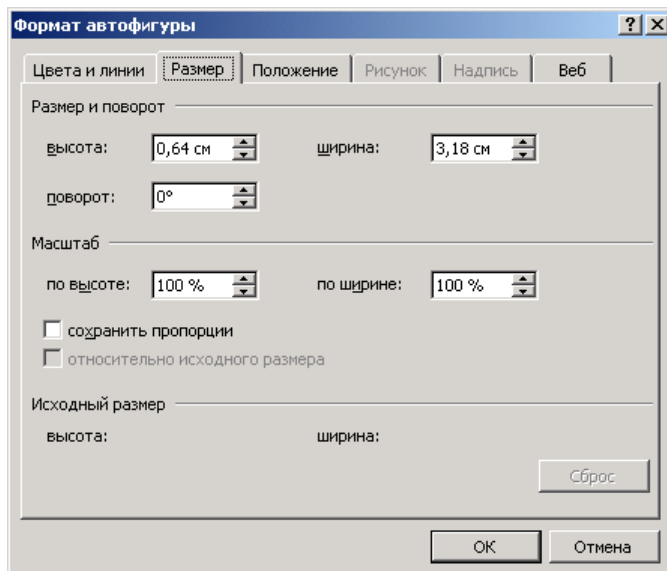 Формат автофигуры
Цвета и линии Размер Положение Рисунок Надпись Веб
Размер и поворот
высота: 0,64 см ширина: 3,18 см
поворот: 0°
Масштаб
по высоте: 100 % по ширине: 100 %
сохранить пропорции
относительно исходного размера
Исходный размер
высота: ширина:
Сброс
ОК Отмена